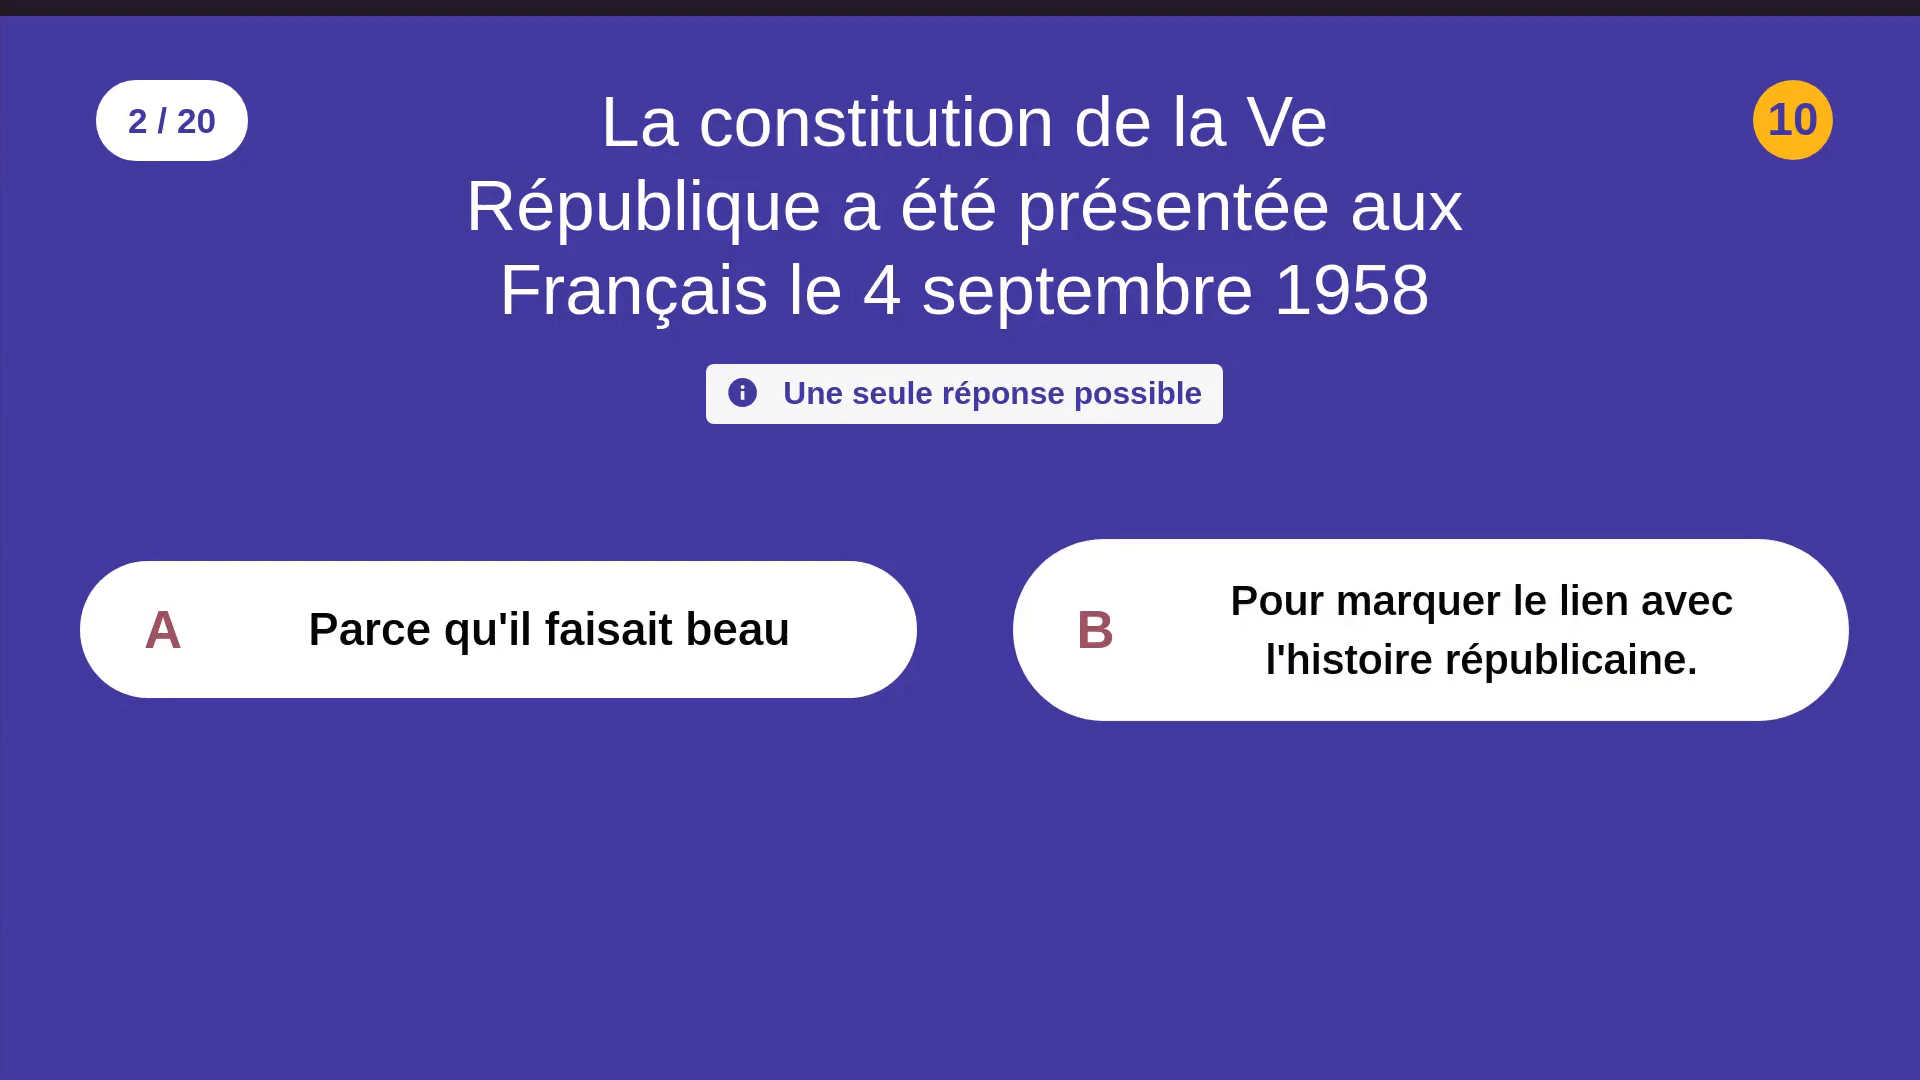 2 / 20
La constitution de la Ve
République a été présentée aux
Français le 4 septembre 1958
10
Une seule réponse possible
A
Parce qu'il faisait beau
B
Pour marquer le lien avec
l'histoire républicaine.